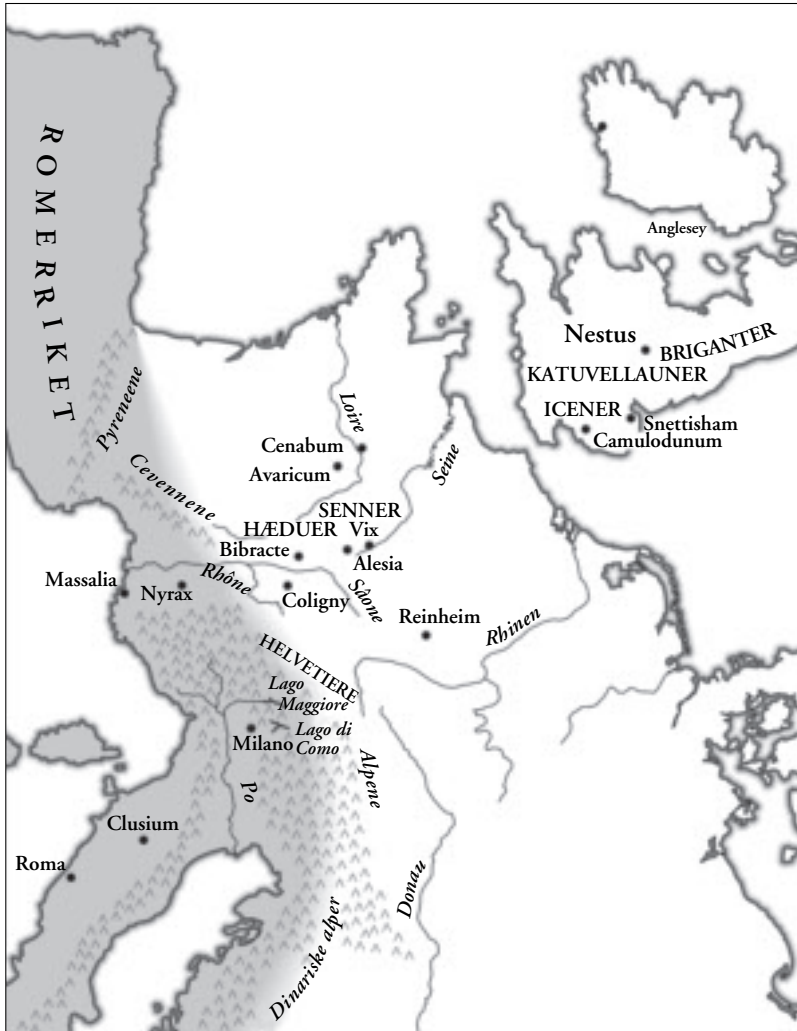 ROMERRIKET
Anglesey
Nestus
BRIGANTER
KATUVELLAUNER
ICENER
Snettisham
Camulodunum
Pyreneene
Loire
Cenabum
Avaricum
Seine
Cevennene
SENNER
HÆDUER
Vix
Bibracte
Alesia
Massalia
Nyrax
Rhône
Coligny
Sâone
Reinheim
Rhinen
HELVETIERE
Lago
Maggiore
Milano
Lago di
Como
Po
Alpene
Clusium
Roma
Donau
Dinariske alper